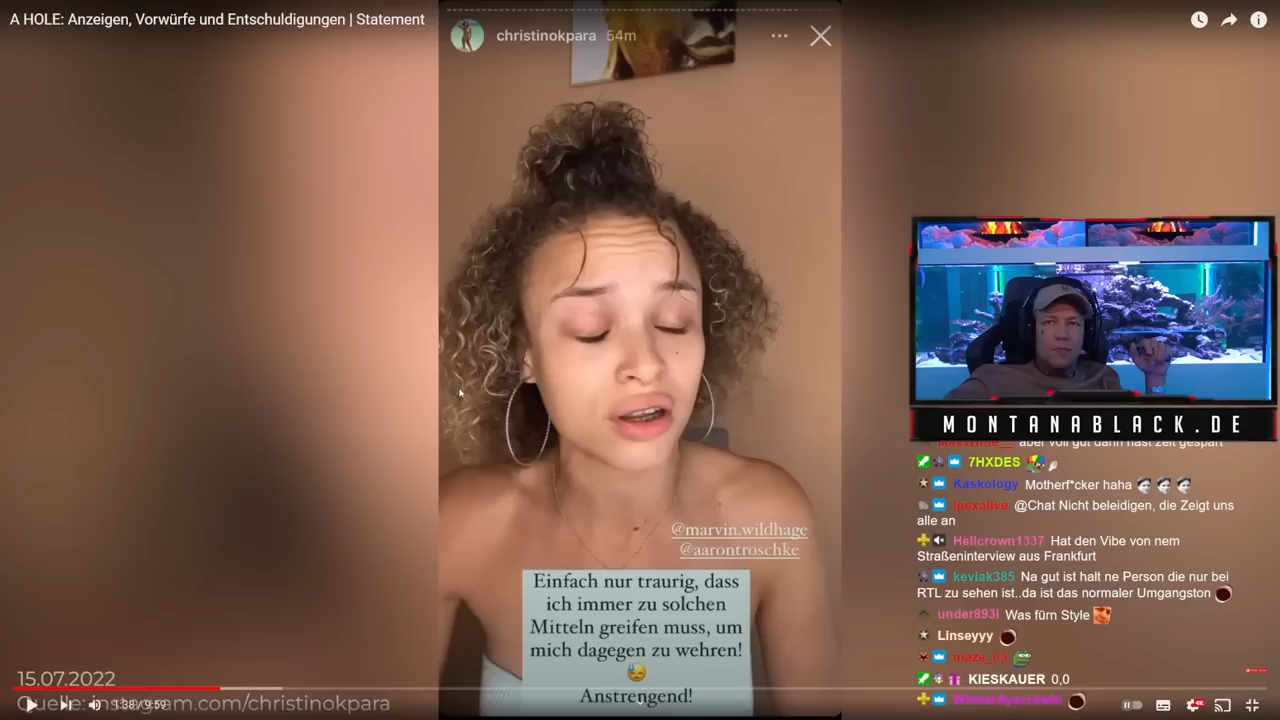 A HOLE: Anzeigen, Vorwürfe und Entschuldigungen | Statement
christinokpara 54m
@marvin.wildhage
@aarontroschke
Einfach nur traurig, dass
ich immer zu solchen
Mitteln greifen muss, um
mich dagegen zu wehren!
Anstrengend!
MONTANABLACK.DE
aber voll gut dann hast Zeit gespart
7HXDES
Kaskology Motherf*cker haha
ipexalive @Chat Nicht beleidigen, die Zeigt uns
alle an
Hellcrown1337 Hat den Vibe von nem
Straßeninterview aus Frankfurt
keviak385 Na gut ist halt ne Person die nur bei
RTL zu sehen ist..da ist das normaler Umgangston
under893l Was fürn Style
Linseyyy
maze_03
KIESKAUER 0,0
15.07.2022
Quelle: instagram.com/christinokpara
1:38 / 9:59